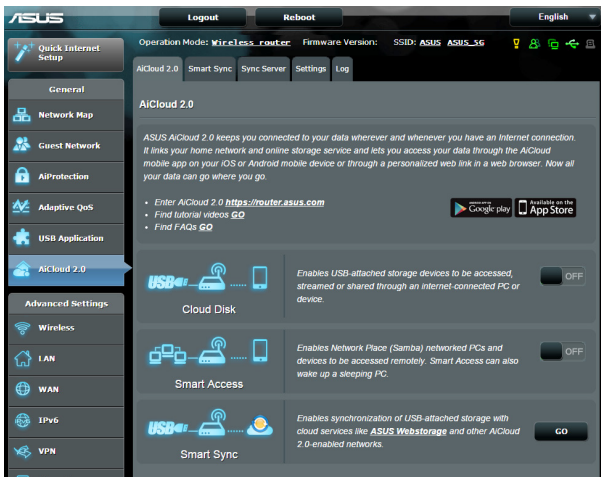 ASUS
Logout
Reboot
English
Quick Internet
Setup
Operation Mode: Wireless router Firmware Version: SSID: ASUS ASUS_5G
AiCloud 2.0
Smart Sync
Sync Server
Settings
Log
General
Network Map
Guest Network
AiProtection
Adaptive QoS
USB Application
AiCloud 2.0
Advanced Settings
Wireless
LAN
WAN
IPv6
VPN
AiCloud 2.0
ASUS AiCloud 2.0 keeps you connected to your data wherever and whenever you have an Internet connection.
It links your home network and online storage service and lets you access your data through the AiCloud
mobile app on your iOS or Android mobile device or through a personalized web link in a web browser. Now all
your data can go where you go.
Enter AiCloud 2.0 https://router.asus.com
Find tutorial videos GO
Find FAQs GO
Google play
Available on the
App Store
USB
Cloud Disk
Enables USB-attached storage devices to be accessed,
streamed or shared through an internet-connected PC or
device.
OFF
Smart Access
Enables Network Place (Samba) networked PCs and
devices to be accessed remotely. Smart Access can also
wake up a sleeping PC.
OFF
USB
Smart Sync
Enables synchronization of USB-attached storage with
cloud services like ASUS Webstorage and other AiCloud
2.0-enabled networks.
GO